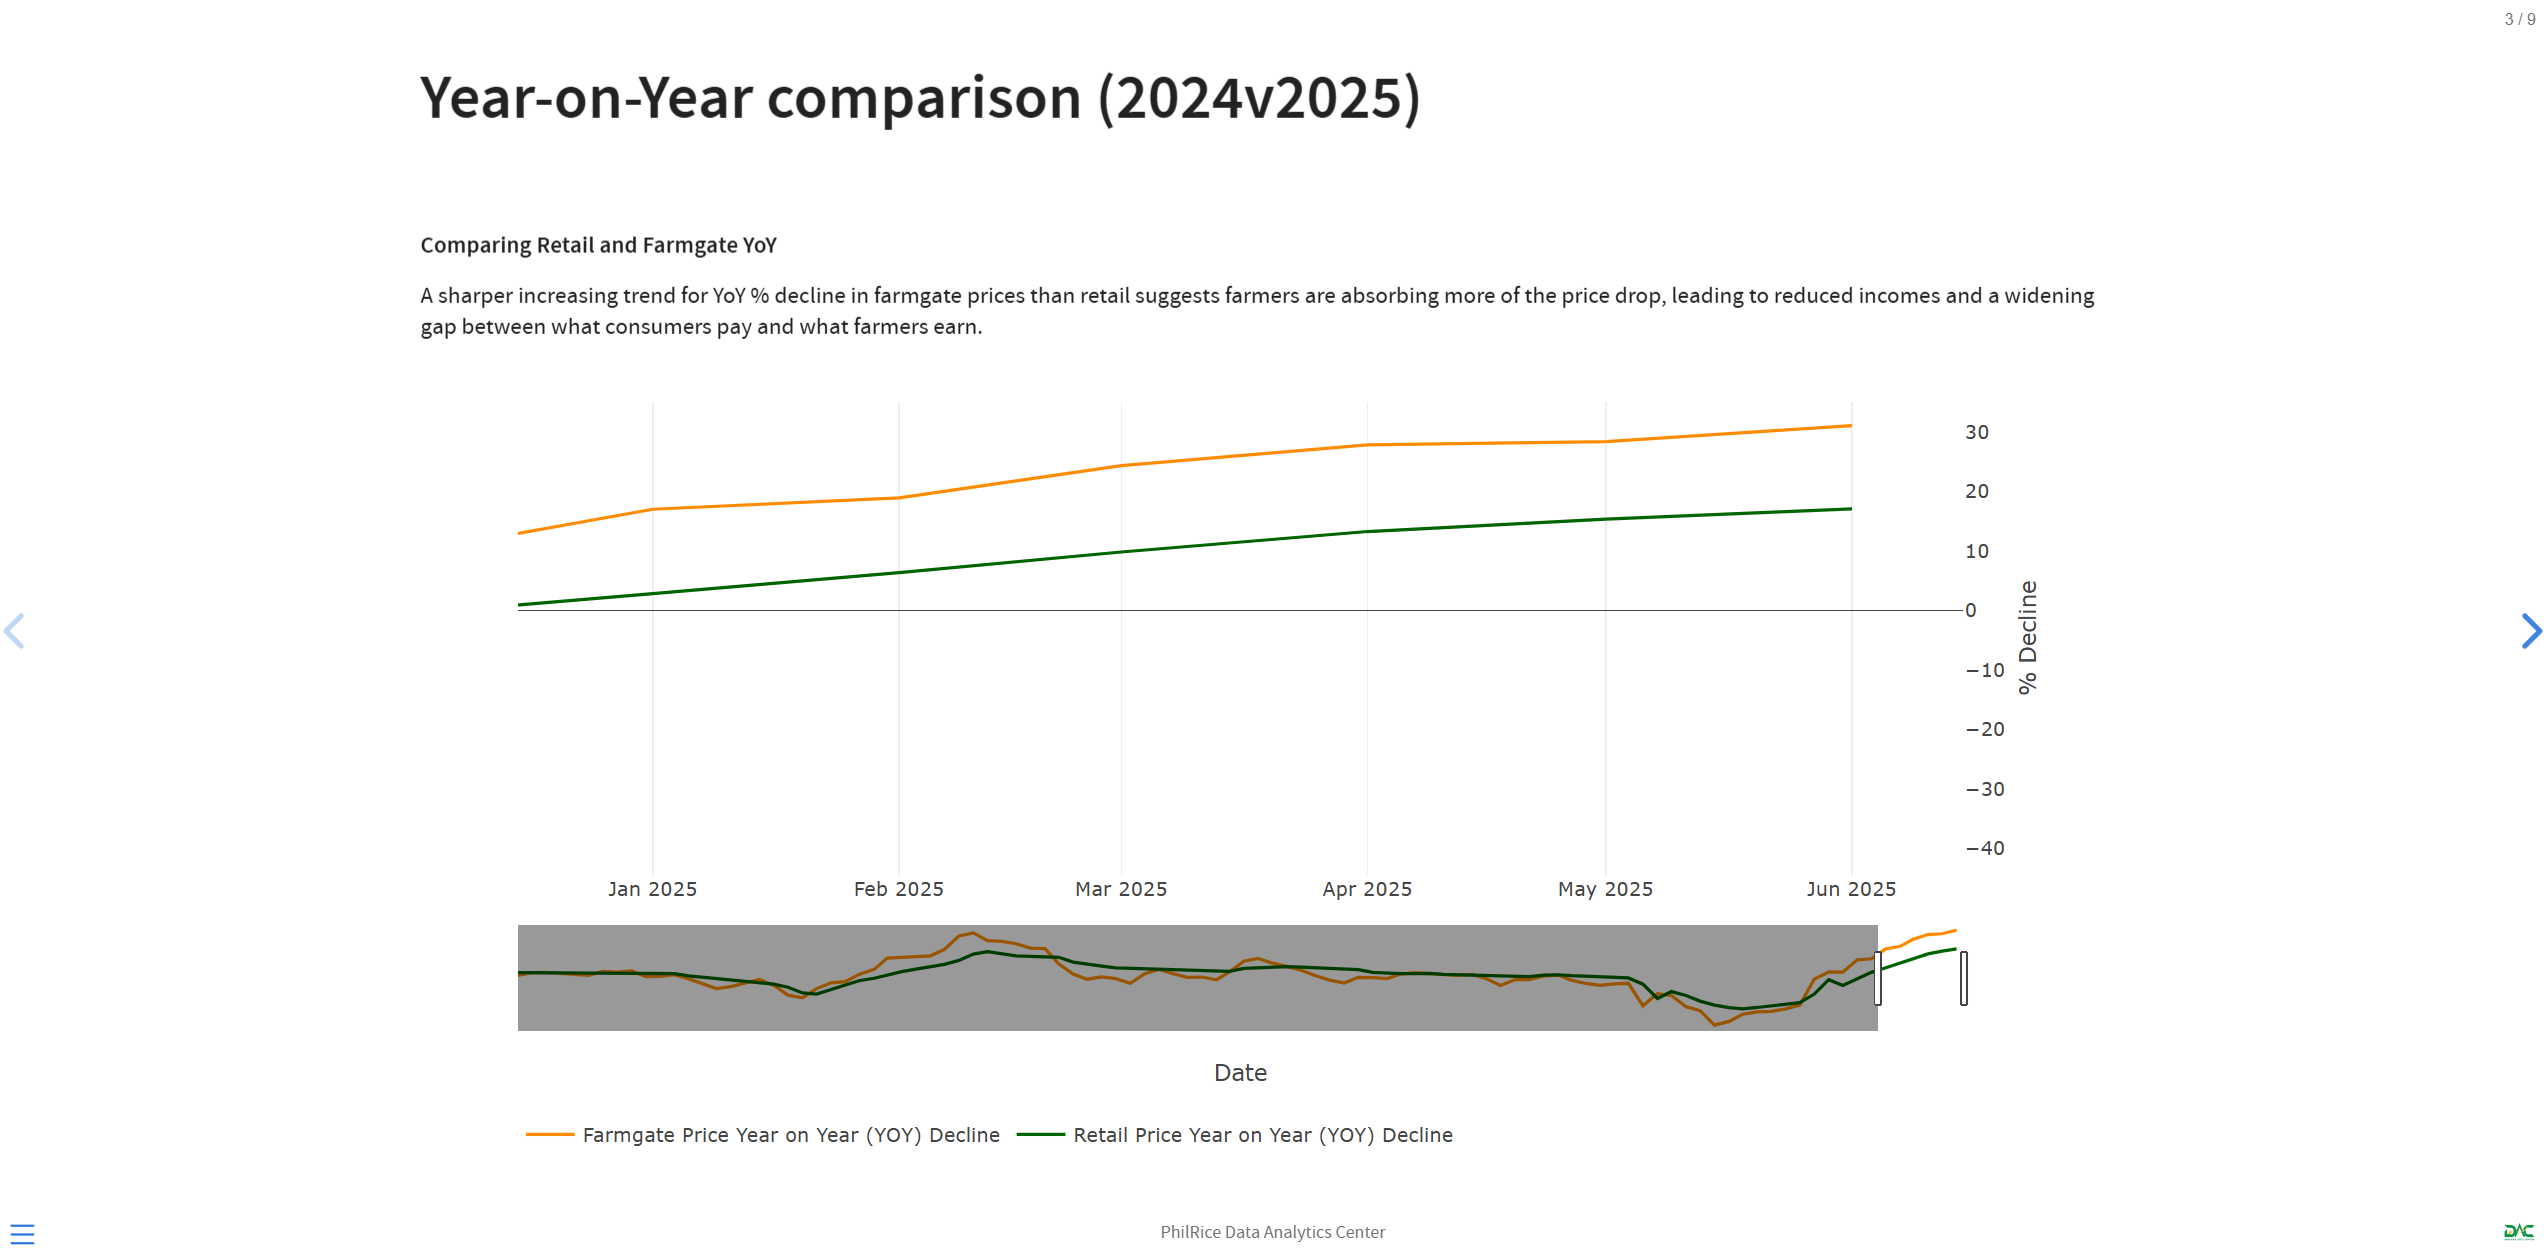 3 / 9
Year-on-Year comparison (2024v2025)
Comparing Retail and Farmgate YoY
A sharper increasing trend for YoY % decline in farmgate prices than retail suggests farmers are absorbing more of the price drop, leading to reduced incomes and a widening
gap between what consumers pay and what farmers earn.
30
20
10
0
−10
−20
−30
−40
% Decline
Jan 2025 Feb 2025 Mar 2025 Apr 2025 May 2025 Jun 2025
Date
Farmgate Price Year on Year (YOY) Decline Retail Price Year on Year (YOY) Decline
PhilRice Data Analytics Center
DAC